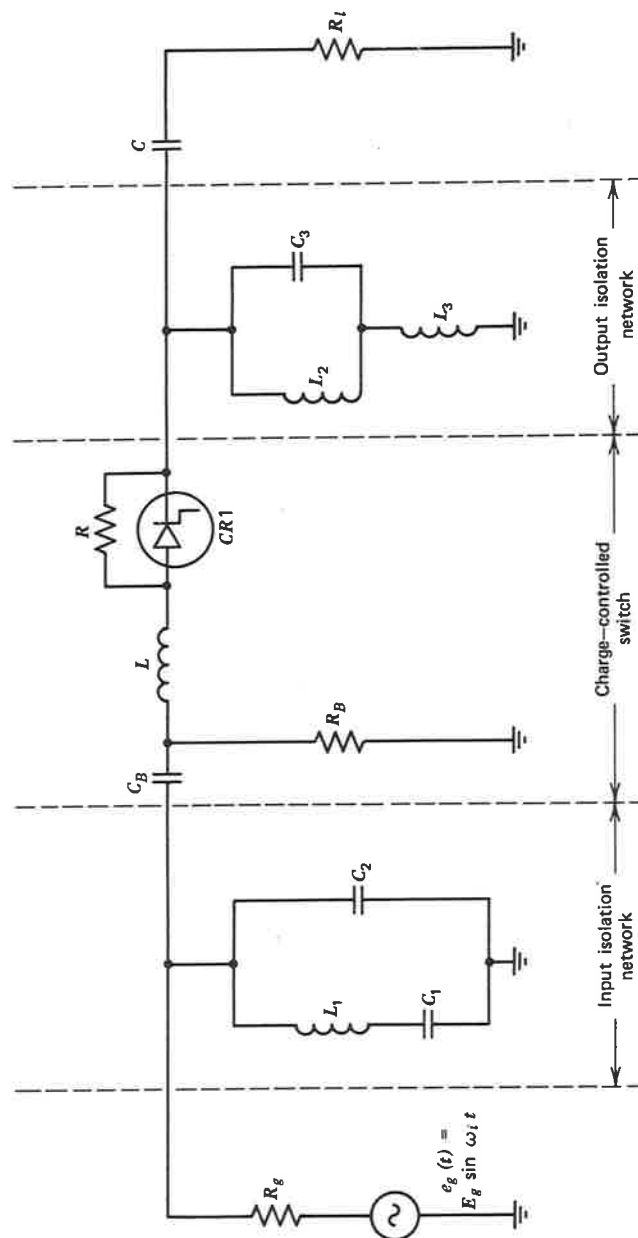 R_g
e_g (t) =
E_g sin ω_i t
L_1
C_1
C_2
C_B
R_B
L
R
CR1
L_2
C_3
L_3
C
R_l
Input isolation
network
Charge–controlled
switch
Output isolation
network